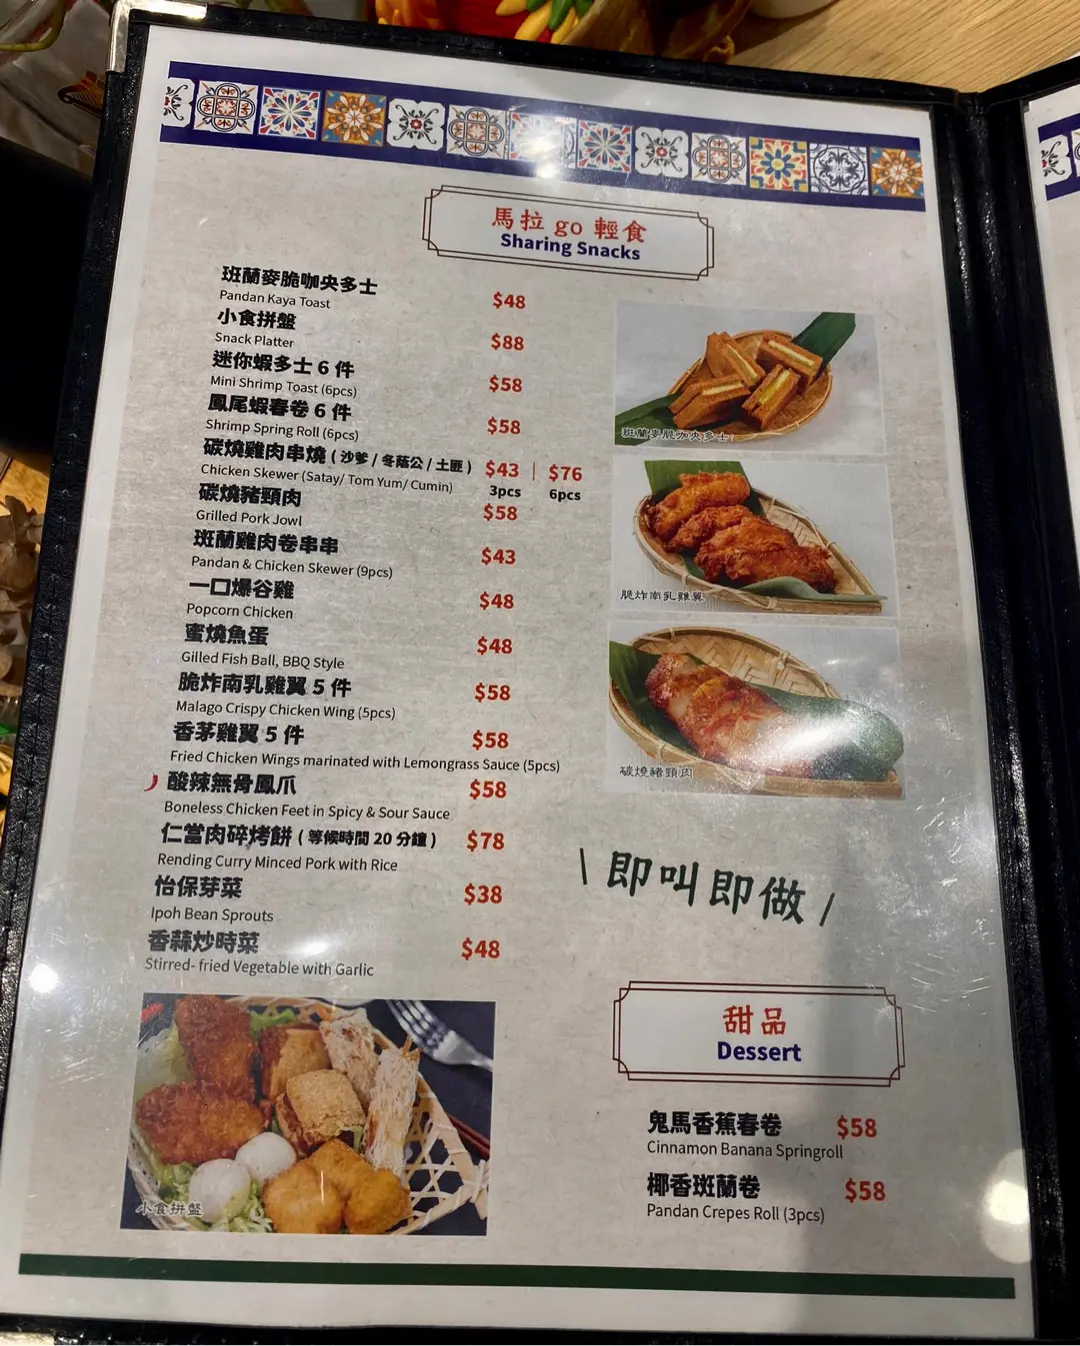 馬拉 go 輕食
Sharing Snacks
班蘭麥脆咖央多士
Pandan Kaya Toast
$48
小食拼盤
Snack Platter
$88
迷你蝦多士 6 件
Mini Shrimp Toast (6pcs)
$58
鳳尾蝦春卷 6 件
Shrimp Spring Roll (6pcs)
$58
碳燒雞肉串燒 ( 沙爹 / 冬蔭公 / 土匪 )
Chicken Skewer (Satay/ Tom Yum/ Cumin)
$43 | $76
3pcs 6pcs
碳燒豬頸肉
Grilled Pork Jowl
$58
班蘭雞肉卷串串
Pandan & Chicken Skewer (9pcs)
$43
一口爆谷雞
Popcorn Chicken
$48
蜜燒魚蛋
Gilled Fish Ball, BBQ Style
$48
脆炸南乳雞翼 5 件
Malago Crispy Chicken Wing (5pcs)
$58
香茅雞翼 5 件
Fried Chicken Wings marinated with Lemongrass Sauce (5pcs)
$58
酸辣無骨鳳爪
Boneless Chicken Feet in Spicy & Sour Sauce
$58
仁當肉碎烤餅 ( 等候時間 20 分鐘 )
Rending Curry Minced Pork with Rice
$78
怡保芽菜
Ipoh Bean Sprouts
$38
香蒜炒時菜
Stirred- fried Vegetable with Garlic
$48
班蘭麥脆咖央多士
脆炸南乳雞翼
碳燒豬頸肉
\ 即叫即做 /
小食拼盤
甜品
Dessert
鬼馬香蕉春卷
Cinnamon Banana Springroll
$58
椰香斑蘭卷
Pandan Crepes Roll (3pcs)
$58